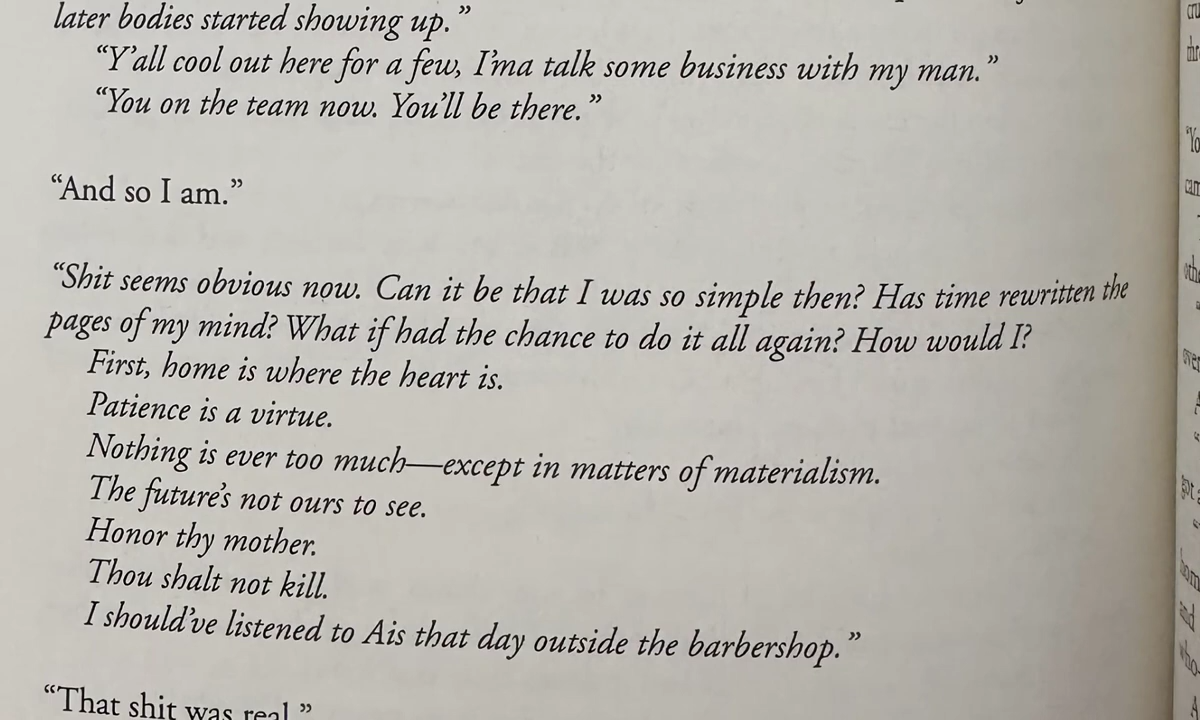 later bodies started showing up.”
“Y’all cool out here for a few, I’ma talk some business with my man.”
“You on the team now. You’ll be there.”
“And so I am.”
“Shit seems obvious now. Can it be that I was so simple then? Has time rewritten the
pages of my mind? What if had the chance to do it all again? How would I?
First, home is where the heart is.
Patience is a virtue.
Nothing is ever too much—except in matters of materialism.
The future’s not ours to see.
Honor thy mother.
Thou shalt not kill.
I should’ve listened to Ais that day outside the barbershop.”
“That shit was real.”